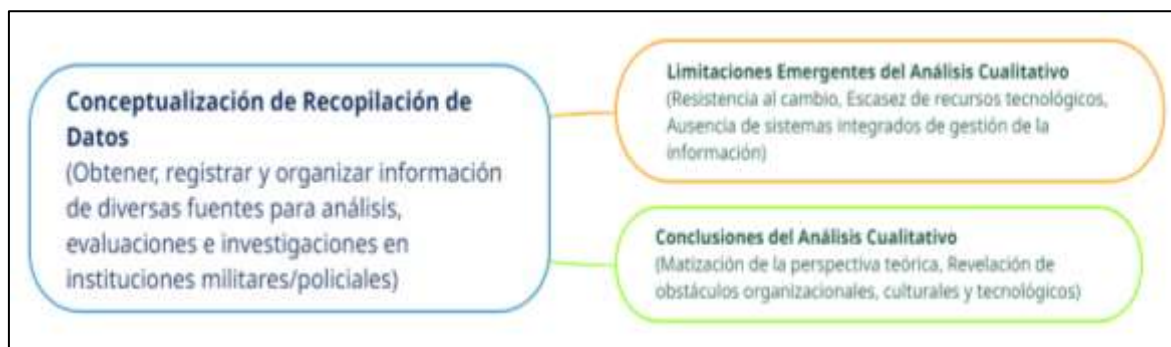 Conceptualización de Recopilación de
Datos
(Obtener, registrar y organizar información
de diversas fuentes para análisis,
evaluaciones e investigaciones en
instituciones militares/policiales)
Limitaciones Emergentes del Análisis Cualitativo
(Resistencia al cambio, Escasez de recursos tecnológicos,
Ausencia de sistemas integrados de gestión de la
información)
Conclusiones del Análisis Cualitativo
(Matización de la perspectiva teórica, Revelación de
obstáculos organizacionales, culturales y tecnológicos)